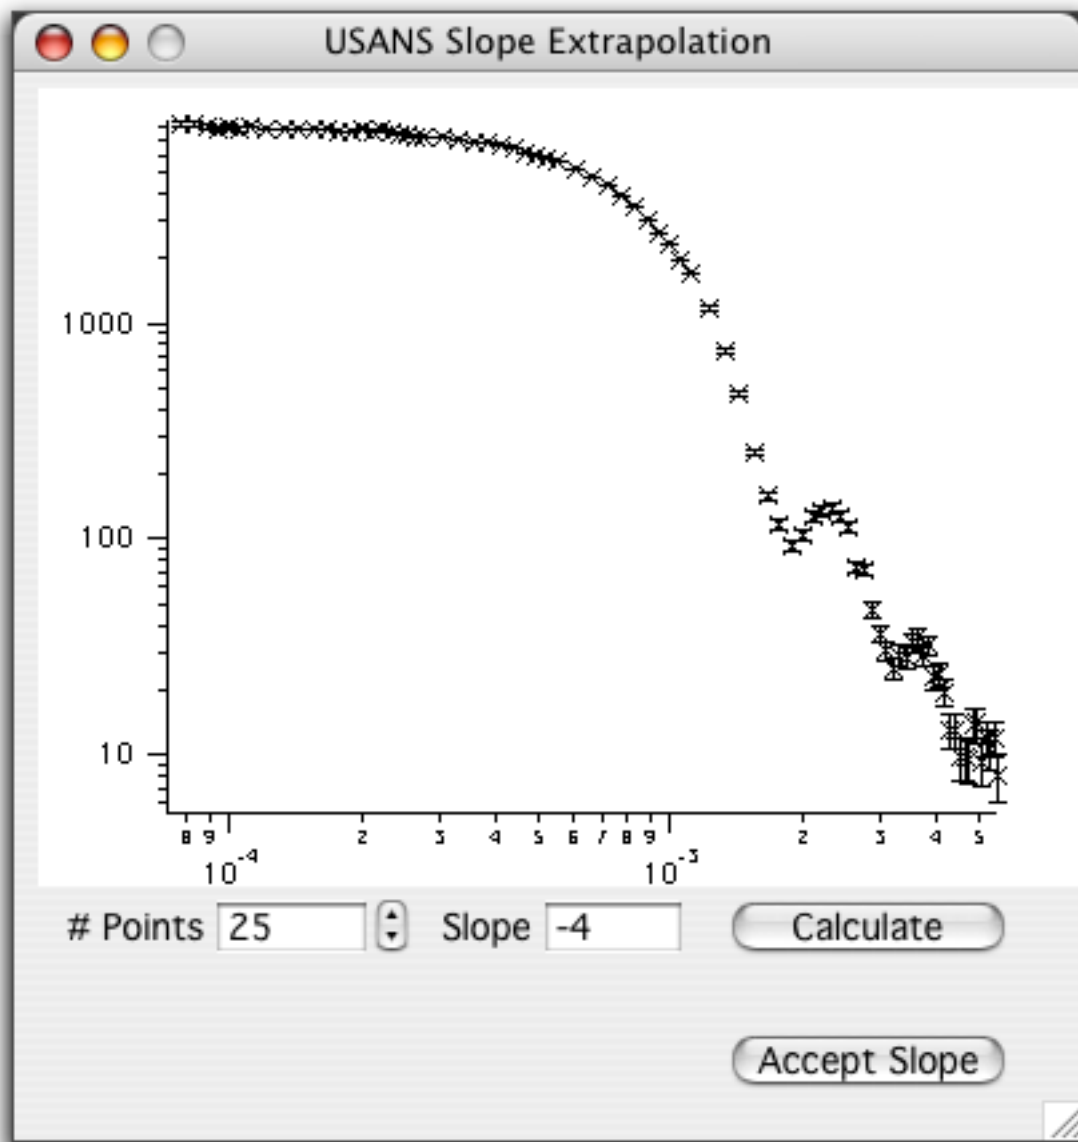 USANS Slope Extrapolation
1000
100
10
8 9 2 3 4 5 6 7 8 9 2 3 4 5
10-4 10-3
# Points 25 Slope -4 Calculate
Accept Slope